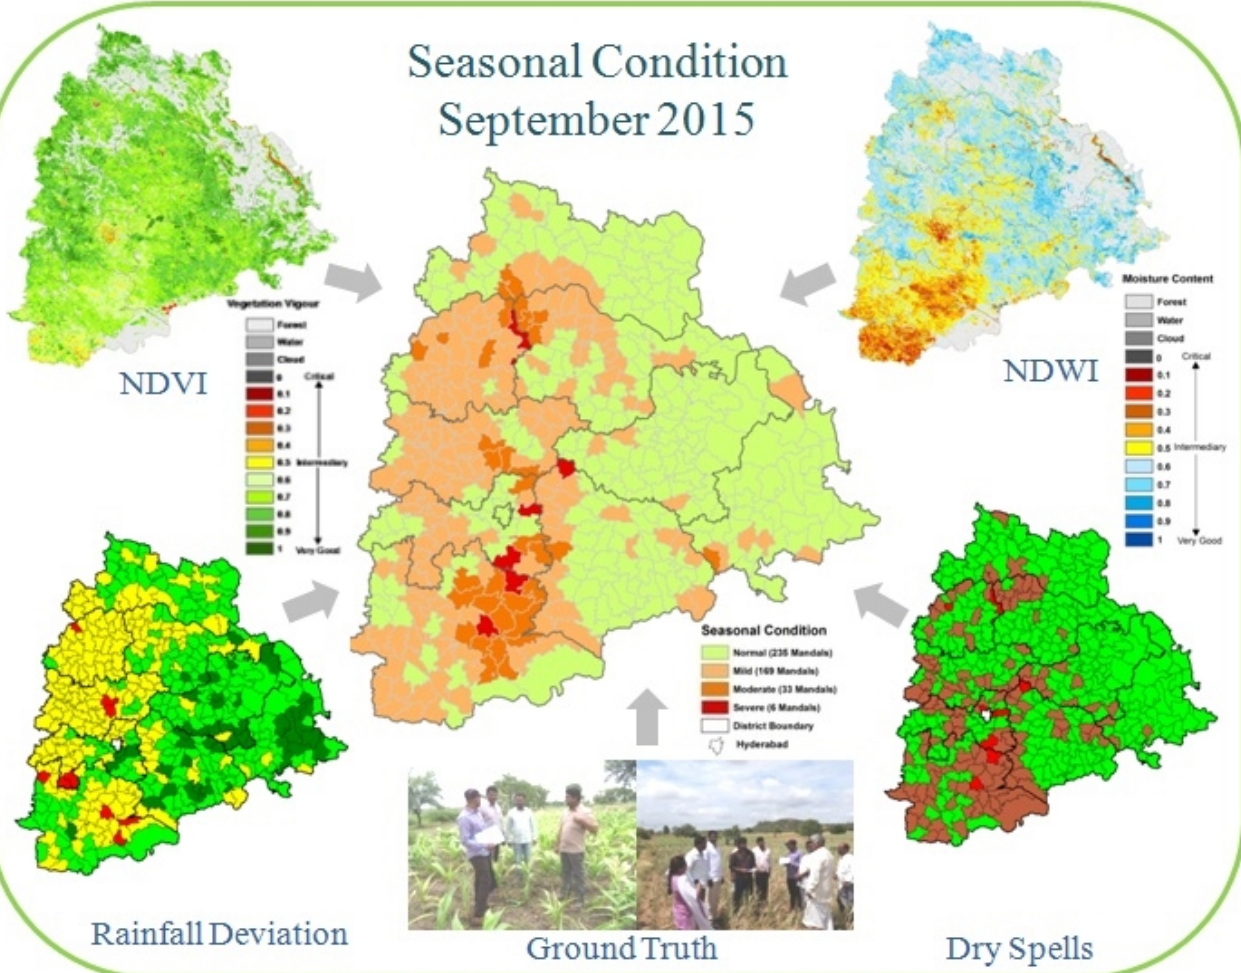 Seasonal Condition
September 2015
Vegetation Vigour
Forest
Water
Cloud
0 Critical
0.1
0.2
0.3
0.4
0.5 Intermediary
0.6
0.7
0.8
0.9
1 Very Good
NDVI
Moisture Content
Forest
Water
Cloud
0 Critical
0.1
0.2
0.3
0.4
0.5 Intermediary
0.6
0.7
0.8
0.9
1 Very Good
NDWI
Seasonal Condition
Normal (235 Mandals)
Mild (169 Mandals)
Moderate (33 Mandals)
Severe (6 Mandals)
District Boundary
Hyderabad
Rainfall Deviation
Ground Truth
Dry Spells